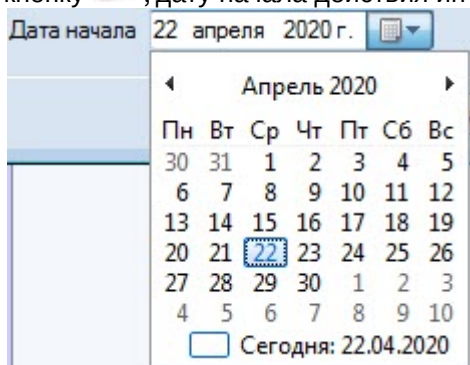 , дату начала действия ин
Дата начала 22 апреля 2020 г.
Апрель 2020
Пн Вт Ср Чт Пт Сб Вс
30 31 1 2 3 4 5
6 7 8 9 10 11 12
13 14 15 16 17 18 19
20 21 22 23 24 25 26
27 28 29 30 1 2 3
4 5 6 7 8 9 10
Сегодня: 22.04.2020